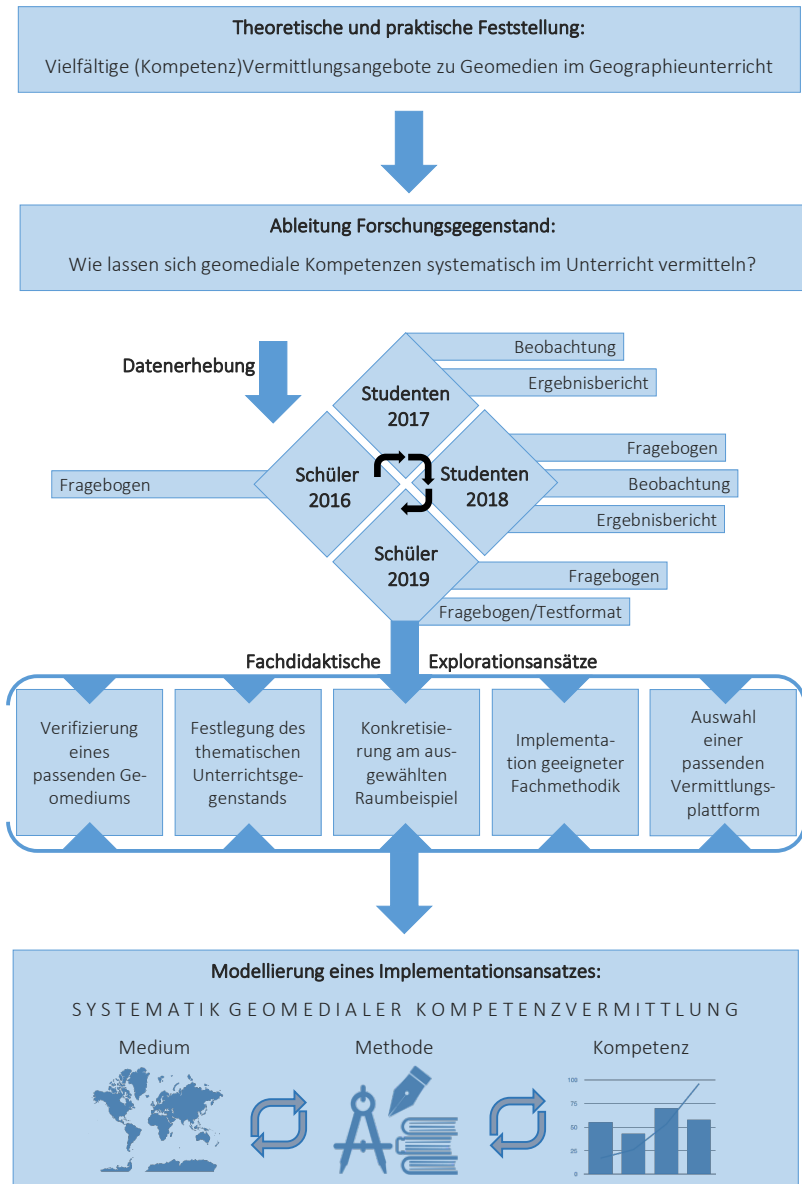 Theoretische und praktische Feststellung:
Vielfältige (Kompetenz)Vermittlungsangebote zu Geomedien im Geographieunterricht
Ableitung Forschungsgegenstand:
Wie lassen sich geomediale Kompetenzen systematisch im Unterricht vermitteln?
Datenerhebung
Beobachtung
Ergebnisbericht
Studenten
2017
Fragebogen
Schüler
2016
Studenten
2018
Fragebogen
Beobachtung
Ergebnisbericht
Schüler
2019
Fragebogen
Fragebogen/Testformat
Fachdidaktische Explorationsansätze
Verifizierung
eines
passenden Ge-
omediums
Festlegung des
thematischen
Unterrichtsge-
genstands
Konkretisie-
rung am aus-
gewählten
Raumbeispiel
Implementa-
tion geeigneter
Fachmethodik
Auswahl
einer
passenden
Vermittlungs-
plattform
Modellierung eines Implementationsansatzes:
SYSTEMATIK GEOMEDIALER KOMPETENZVERMITTLUNG
Medium
Methode
Kompetenz
100
75
50
25
0